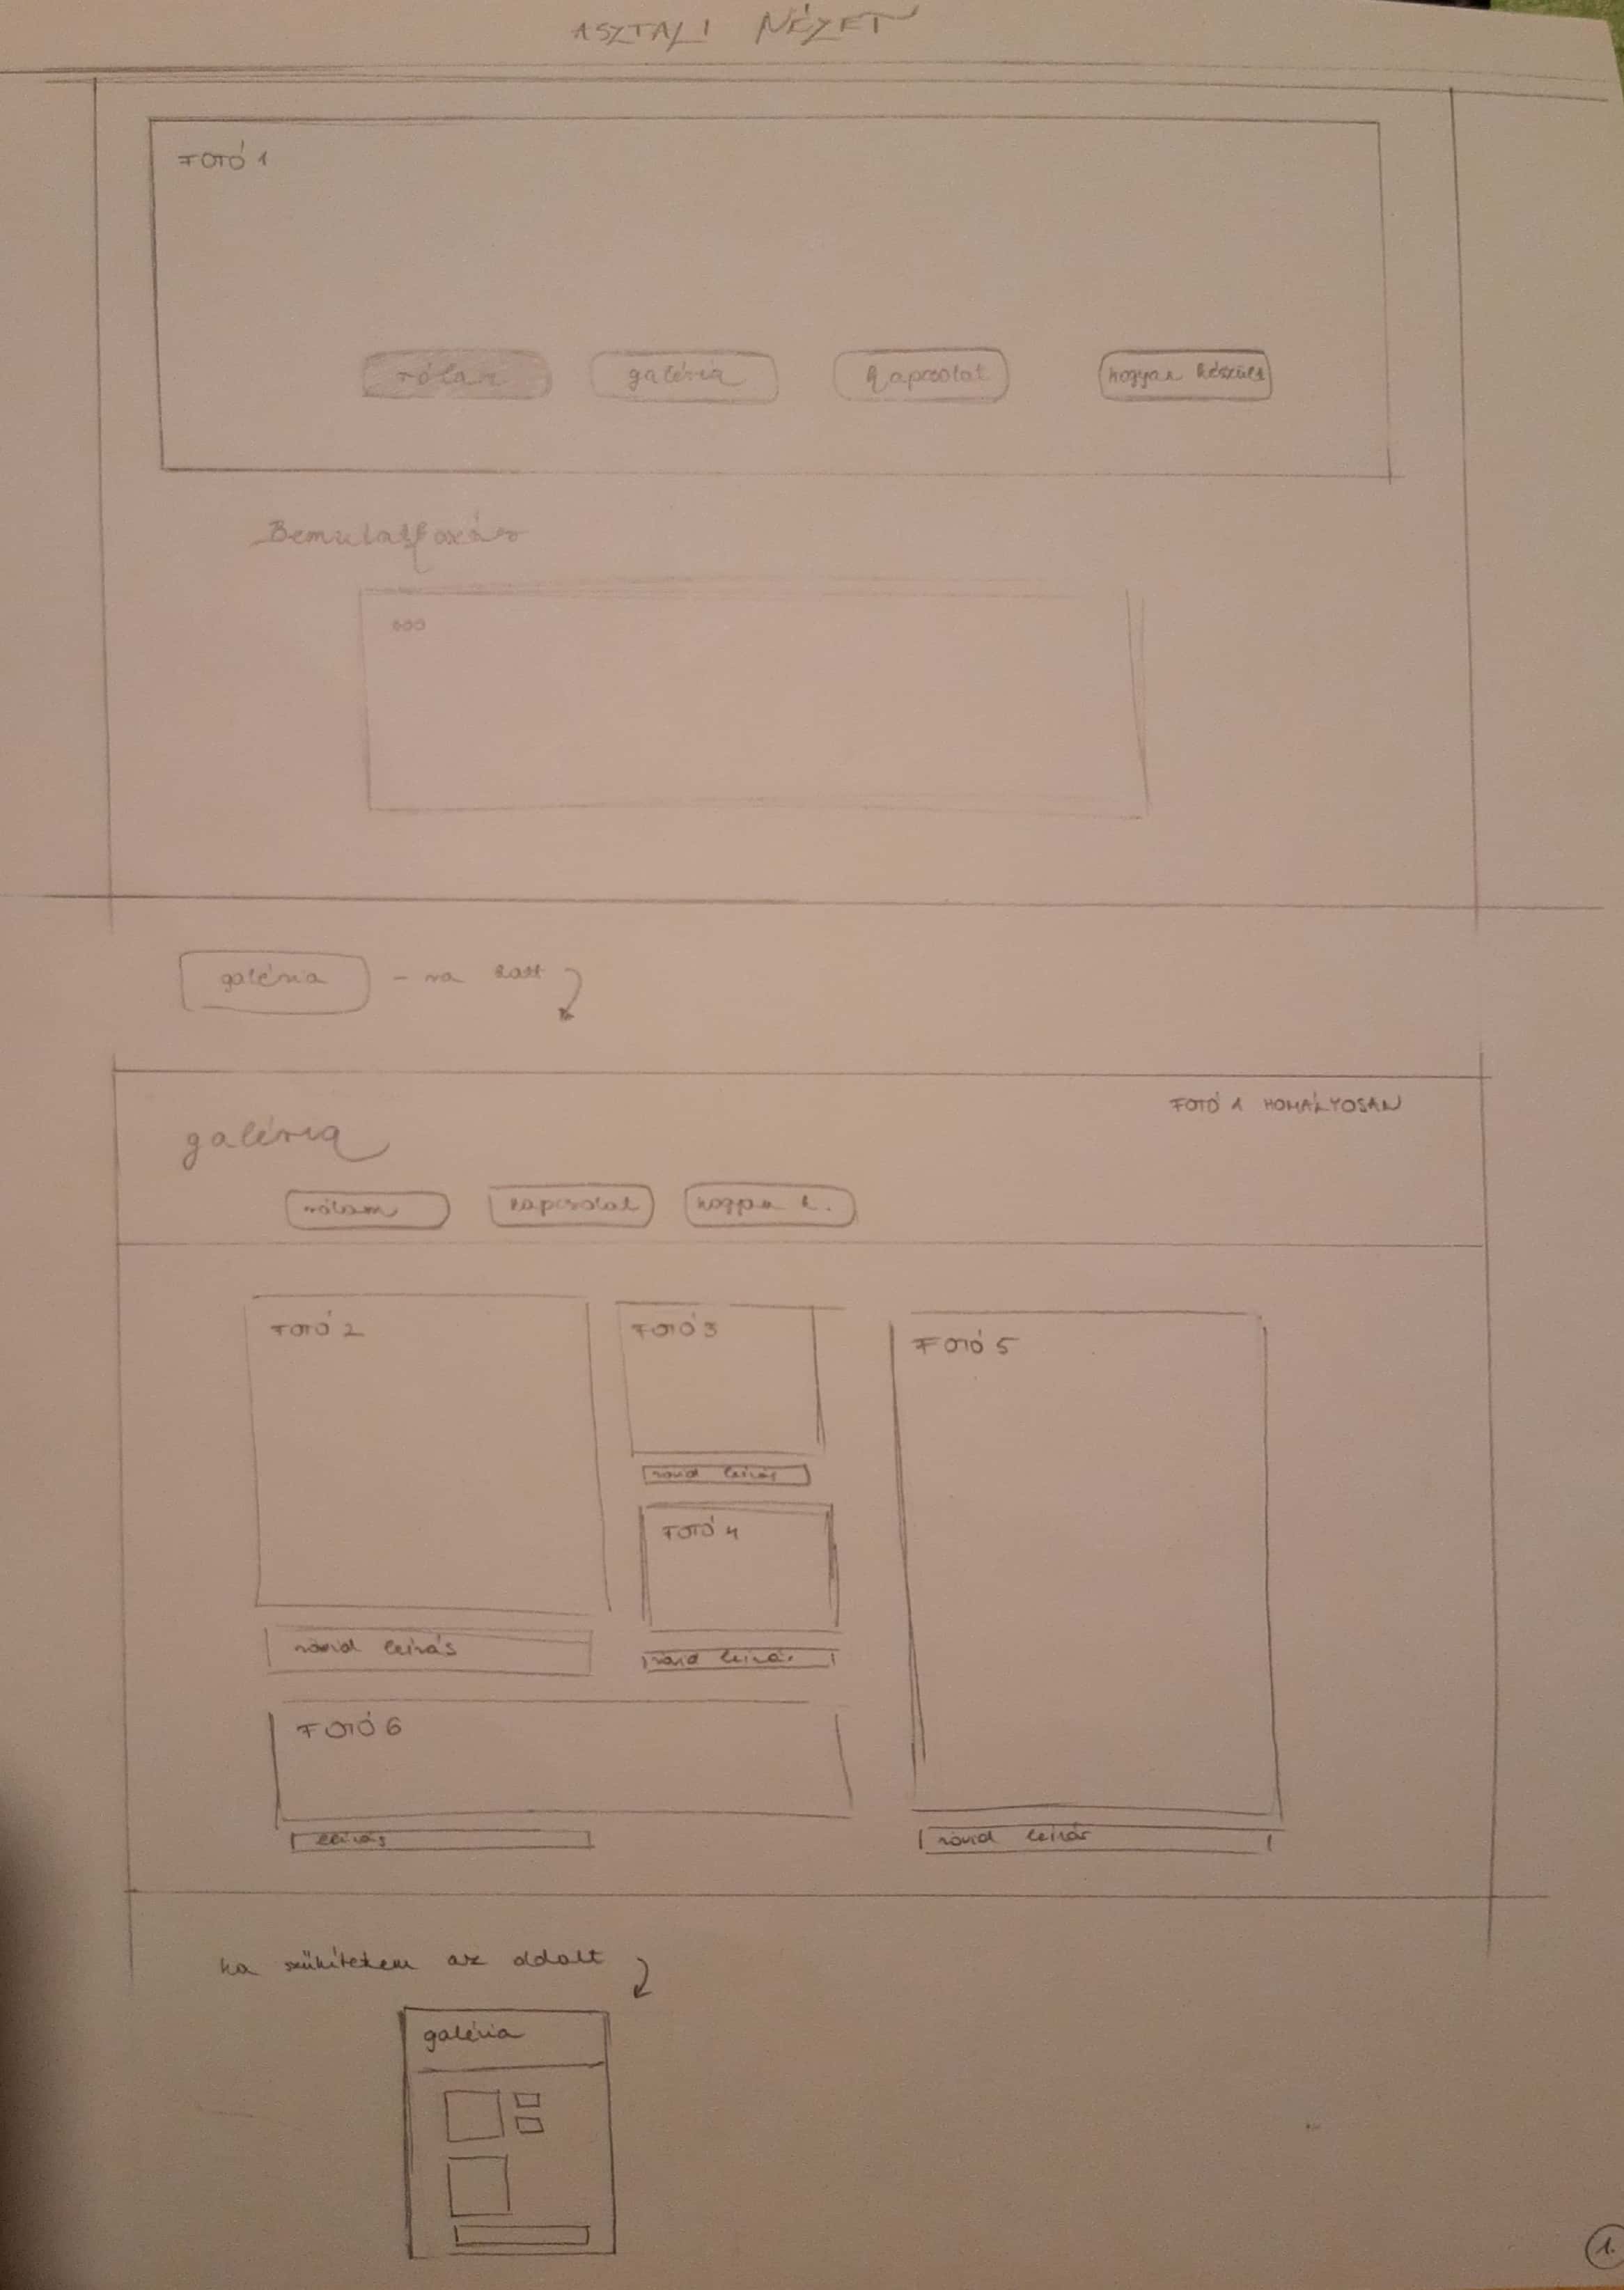 ASZTALI NÉZET
FOTÓ 1
rólam galéria kapcsolat hogyan készült
Bemutatkozás
ooo
galéria - ra katt
FOTÓ 1 HOMÁLYOSAN
galéria
rólam kapcsolat hogyan k.
FOTÓ 2 FOTÓ 3 FOTÓ 5
rövid leírás
FOTÓ 4
rövid leírás rövid leírás
FOTÓ 6
leírás rövid leírás
ha szűkítem az oldalt
galéria
1.